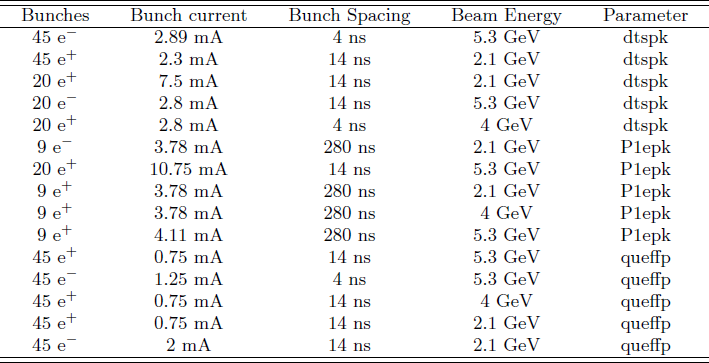 Bunches Bunch current Bunch Spacing Beam Energy Parameter
45 e⁻ 2.89 mA 4 ns 5.3 GeV dtspk
45 e⁺ 2.3 mA 14 ns 2.1 GeV dtspk
20 e⁺ 7.5 mA 14 ns 2.1 GeV dtspk
20 e⁻ 2.8 mA 14 ns 5.3 GeV dtspk
20 e⁺ 2.8 mA 4 ns 4 GeV dtspk
9 e⁻ 3.78 mA 280 ns 2.1 GeV P1epk
20 e⁺ 10.75 mA 14 ns 5.3 GeV P1epk
9 e⁺ 3.78 mA 280 ns 2.1 GeV P1epk
9 e⁺ 3.78 mA 280 ns 4 GeV P1epk
9 e⁺ 4.11 mA 280 ns 5.3 GeV P1epk
45 e⁺ 0.75 mA 14 ns 5.3 GeV queffp
45 e⁻ 1.25 mA 4 ns 5.3 GeV queffp
45 e⁺ 0.75 mA 14 ns 4 GeV queffp
45 e⁺ 0.75 mA 14 ns 2.1 GeV queffp
45 e⁻ 2 mA 14 ns 2.1 GeV queffp